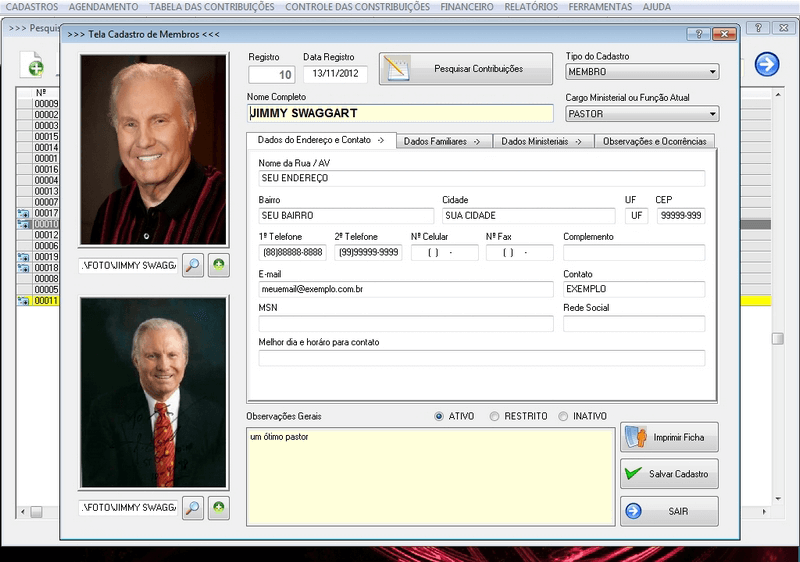 CADASTROS AGENDAMENTO TABELA DAS CONTRIBUIÇÕES CONTROLE DAS CONSTRIBUIÇÕES FINANCEIRO RELATÓRIOS FERRAMENTAS AJUDA
>>> Pesquis
>>> Tela Cadastro de Membros <<<
Registro
Data Registro
10
13/11/2012
Pesquisar Contribuições
Tipo do Cadastro
MEMBRO
Nome Completo
JIMMY SWAGGART
Cargo Ministerial ou Função Atual
PASTOR
Dados do Endereço e Contato ->
Dados Familiares ->
Dados Ministeriais ->
Observações e Ocorrências
Nome da Rua / AV
SEU ENDEREÇO
Bairro Cidade UF CEP
SEU BAIRRO SUA CIDADE UF 99999-999
1º Telefone 2º Telefone Nº Celular Nº Fax Complemento
(88)88888-8888 (99)99999-9999 ( ) - ( ) -
E-mail Contato
meuemail@exemplo.com.br EXEMPLO
MSN Rede Social
Melhor dia e horáro para contato
Observações Gerais ATIVO RESTRITO INATIVO
um ótimo pastor
Imprimir Ficha
Salvar Cadastro
SAIR
.\FOTO\JIMMY SWAGG
.\FOTO\JIMMY SWAGG
Nº
00009
00002
00003
00015
00014
00001
00016
00004
00013
00007
00017
00010
00012
00006
00019
00018
00008
00005
00011